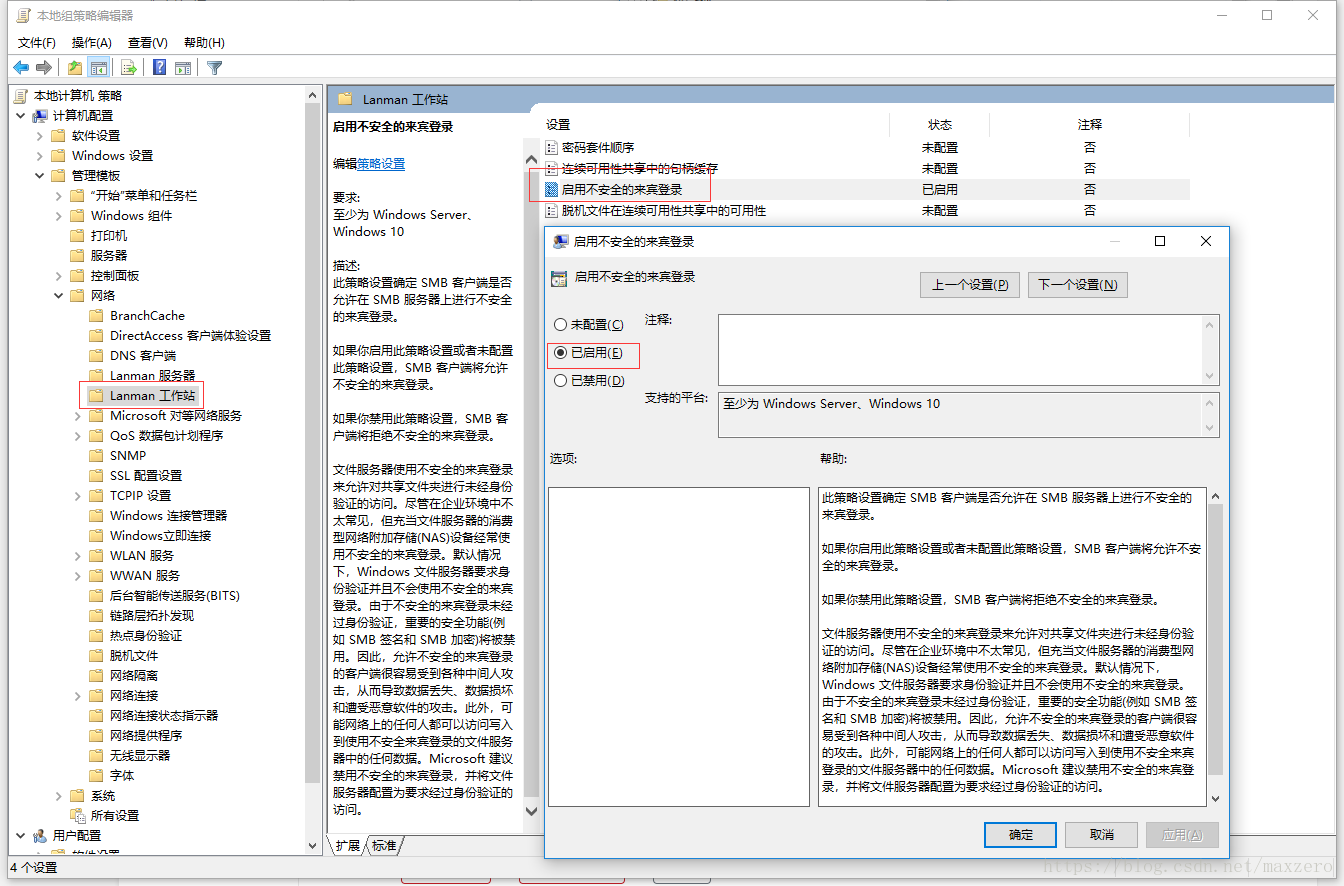 本地组策略编辑器
文件(F) 操作(A) 查看(V) 帮助(H)
本地计算机 策略
计算机配置
软件设置
Windows 设置
管理模板
“开始”菜单和任务栏
Windows 组件
打印机
服务器
控制面板
网络
BranchCache
DirectAccess 客户端体验设置
DNS 客户端
Lanman 服务器
Lanman 工作站
Microsoft 对等网络服务
QoS 数据包计划程序
SNMP
SSL 配置设置
TCPIP 设置
Windows 连接管理器
Windows立即连接
WLAN 服务
WWAN 服务
后台智能传送服务(BITS)
链路层拓扑发现
热点身份验证
脱机文件
网络隔离
网络连接
网络连接状态指示器
网络提供程序
无线显示器
字体
系统
所有设置
用户配置
软件设置
4 个设置
Lanman 工作站
启用不安全的来宾登录
编辑策略设置
要求:
至少为 Windows Server、
Windows 10
描述:
此策略设置确定 SMB 客户端是否
允许在 SMB 服务器上进行不安全
的来宾登录。
如果你启用此策略设置或者未配置
此策略设置，SMB 客户端将允许
不安全的来宾登录。
如果你禁用此策略设置，SMB 客
户端将拒绝不安全的来宾登录。
文件服务器使用不安全的来宾登录
来允许对共享文件夹进行未经身份
验证的访问。尽管在企业环境中不
太常见，但充当文件服务器的消费
型网络附加存储(NAS)设备经常使
用不安全的来宾登录。默认情况
下，Windows 文件服务器要求身
份验证并且不会使用不安全的来宾
登录。由于不安全的来宾登录未经
过身份验证，重要的安全功能(例
如 SMB 签名和 SMB 加密)将被禁
用。因此，允许不安全的来宾登录
的客户端很容易受到各种中间人攻
击，从而导致数据丢失、数据损坏
和遭受恶意软件的攻击。此外，可
能网络上的任何人都可以访问写入
到使用不安全来宾登录的文件服务
器中的任何数据。Microsoft 建议
禁用不安全的来宾登录，并将文件
服务器配置为要求经过身份验证的
访问。
扩展 标准
设置 状态 注释
密码套件顺序 未配置 否
连续可用性共享中的句柄缓存 未配置 否
启用不安全的来宾登录 已启用 否
脱机文件在连续可用性共享中的可用性 未配置 否
启用不安全的来宾登录
启用不安全的来宾登录
上一个设置(P) 下一个设置(N)
未配置(C) 注释:
已启用(E)
已禁用(D)
支持的平台: 至少为 Windows Server、Windows 10
选项: 帮助:
此策略设置确定 SMB 客户端是否允许在 SMB 服务器上进行不安全的
来宾登录。
如果你启用此策略设置或者未配置此策略设置，SMB 客户端将允许不安
全的来宾登录。
如果你禁用此策略设置，SMB 客户端将拒绝不安全的来宾登录。
文件服务器使用不安全的来宾登录来允许对共享文件夹进行未经身份验
证的访问。尽管在企业环境中不太常见，但充当文件服务器的消费型网
络附加存储(NAS)设备经常使用不安全的来宾登录。默认情况下，
Windows 文件服务器要求身份验证并且不会使用不安全的来宾登录。
由于不安全的来宾登录未经过身份验证，重要的安全功能(例如 SMB 签
名和 SMB 加密)将被禁用。因此，允许不安全的来宾登录的客户端很容
易受到各种中间人攻击，从而导致数据丢失、数据损坏和遭受恶意软件
的攻击。此外，可能网络上的任何人都可以访问写入到使用不安全来宾
登录的文件服务器中的任何数据。Microsoft 建议禁用不安全的来宾登
录，并将文件服务器配置为要求经过身份验证的访问。
确定 取消 应用(A)
https://blog.csdn.net/maxzero